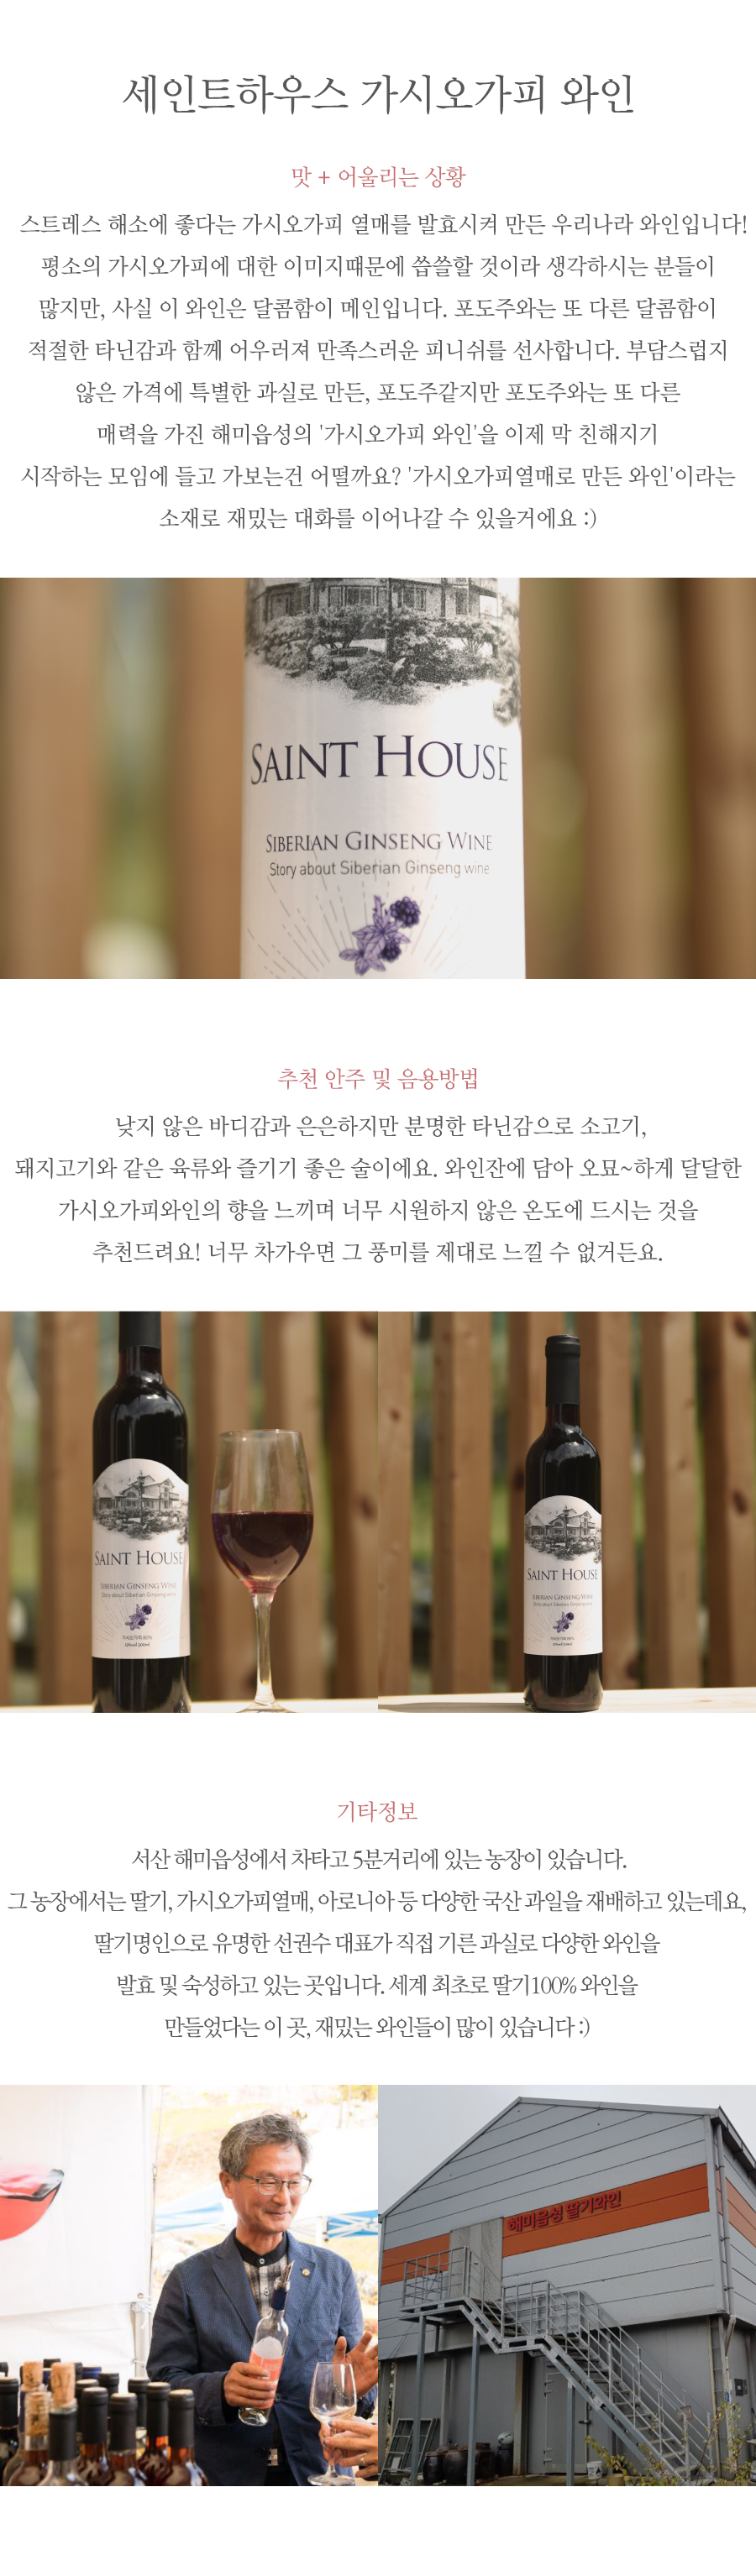 세인트하우스 가시오가피 와인
맛 + 어울리는 상황
스트레스 해소에 좋다는 가시오가피 열매를 발효시켜 만든 우리나라 와인입니다!
평소의 가시오가피에 대한 이미지떄문에 씁쓸할 것이라 생각하시는 분들이
많지만, 사실 이 와인은 달콤함이 메인입니다. 포도주와는 또 다른 달콤함이
적절한 타닌감과 함께 어우러져 만족스러운 피니쉬를 선사합니다. 부담스럽지
않은 가격에 특별한 과실로 만든, 포도주같지만 포도주와는 또 다른
매력을 가진 해미읍성의 '가시오가피 와인'을 이제 막 친해지기
시작하는 모임에 들고 가보는건 어떨까요? '가시오가피열매로 만든 와인'이라는
소재로 재밌는 대화를 이어나갈 수 있을거에요 :)
SAINT HOUSE
SIBERIAN GINSENG WINE
Story about Siberian Ginseng wine
추천 안주 및 음용방법
낮지 않은 바디감과 은은하지만 분명한 타닌감으로 소고기,
돼지고기와 같은 육류와 즐기기 좋은 술이에요. 와인잔에 담아 오묘~하게 달달한
가시오가피와인의 향을 느끼며 너무 시원하지 않은 온도에 드시는 것을
추천드려요! 너무 차가우면 그 풍미를 제대로 느낄 수 없거든요.
SAINT HOUSE
SIBERIAN GINSENG WINE
Story about Siberian Ginseng wine
SAINT HOUSE
SIBERIAN GINSENG WINE
Story about Siberian Ginseng wine
기타정보
서산 해미읍성에서 차타고 5분거리에 있는 농장이 있습니다.
그 농장에서는 딸기, 가시오가피열매, 아로니아 등 다양한 국산 과일을 재배하고 있는데요,
딸기명인으로 유명한 선권수 대표가 직접 기른 과실로 다양한 와인을
발효 및 숙성하고 있는 곳입니다. 세계 최초로 딸기100% 와인을
만들었다는 이 곳, 재밌는 와인들이 많이 있습니다 :)
해미읍성 딸기와인